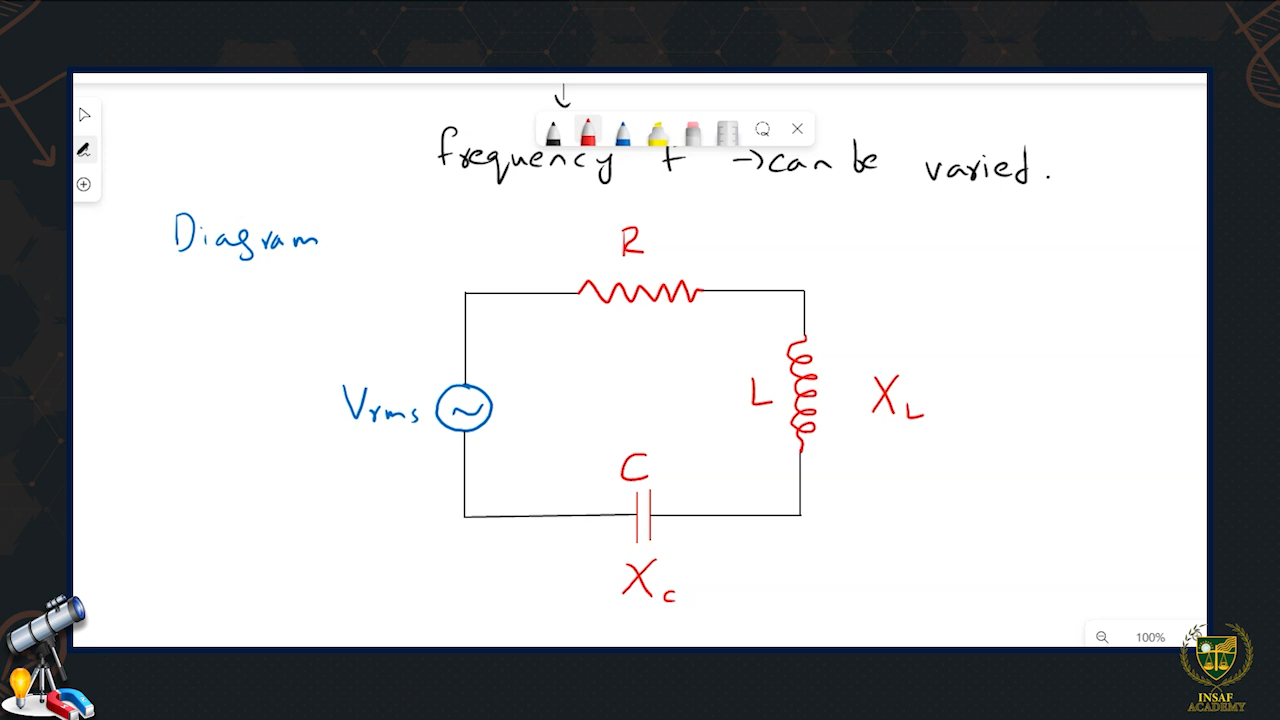 frequency f → can be varied.
Diagram
R
Vrms
~
L
XL
C
Xc
100%
INSAF
ACADEMY